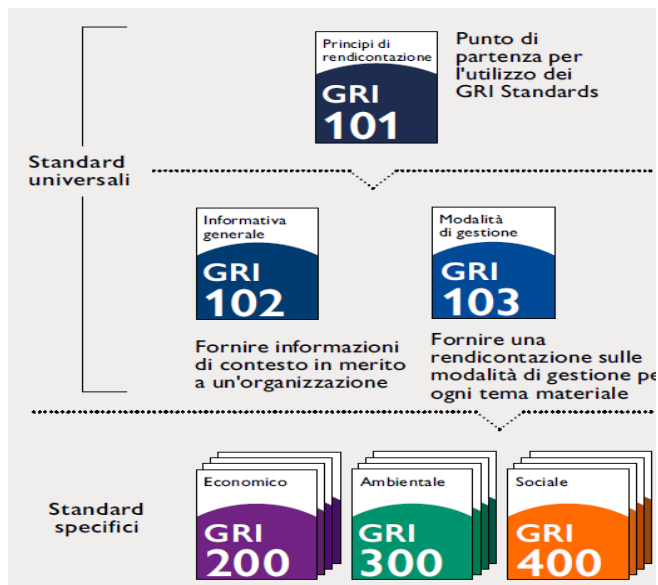 Principi di
rendicontazione
GRI
101
Punto di
partenza per
l'utilizzo dei
GRI Standards
Standard
universali
Informativa
generale
GRI
102
Modalità
di gestione
GRI
103
Fornire informazioni
di contesto in merito
a un'organizzazione
Fornire una
rendicontazione sulle
modalità di gestione pe
ogni tema materiale
Standard
specifici
Economico
GRI
200
Ambientale
GRI
300
Sociale
GRI
400